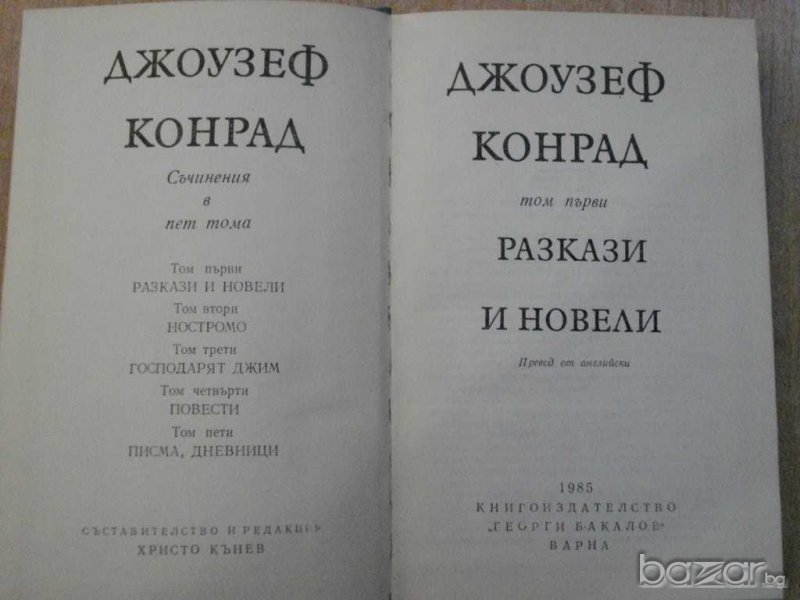 ДЖОУЗЕФ
КОНРАД
Съчинения
в
пет тома
Том първи
РАЗКАЗИ И НОВЕЛИ
Том втори
НОСТРОМО
Том трети
ГОСПОДАРЯТ ДЖИМ
Том четвърти
ПОВЕСТИ
Том пети
ПИСМА, ДНЕВНИЦИ
СЪСТАВИТЕЛСТВО И РЕДАКЦИЯ
ХРИСТО КЪНЕВ
ДЖОУЗЕФ
КОНРАД
том първи
РАЗКАЗИ
И НОВЕЛИ
Превод от английски
1985
КНИГОИЗДАТЕЛСТВО
„ГЕОРГИ БАКАЛОВ“
ВАРНА
bazar.bg